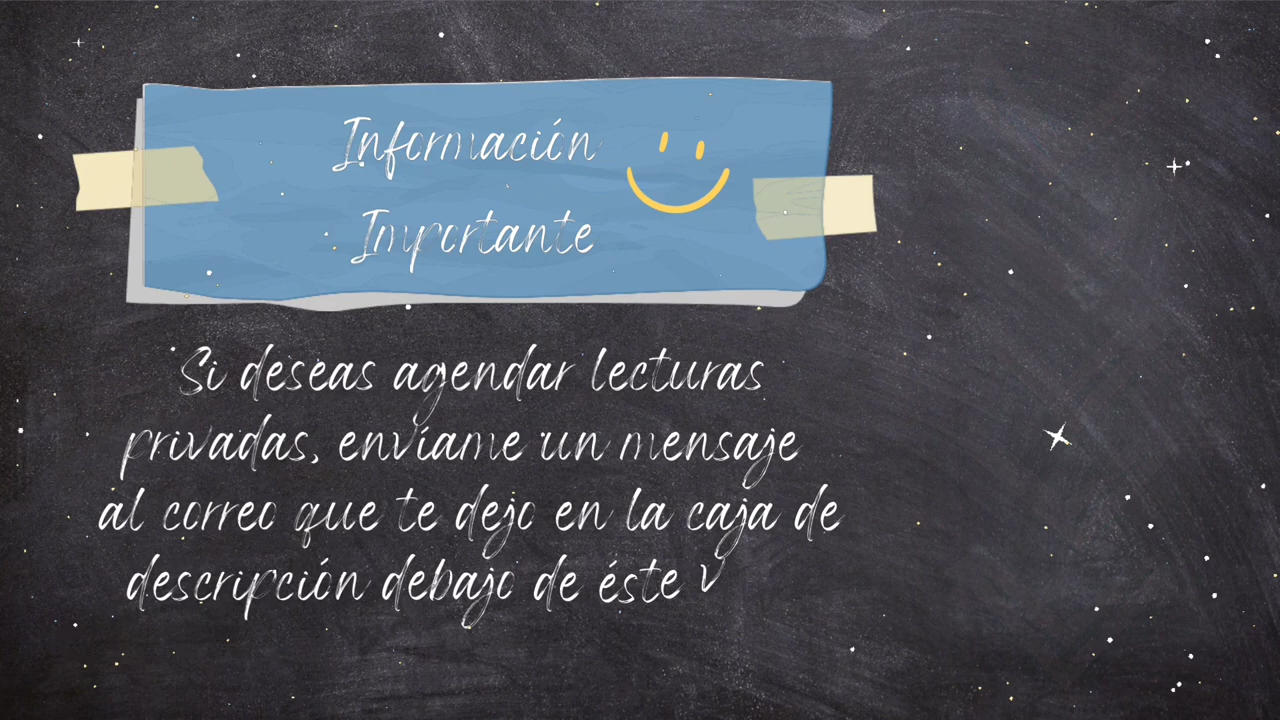 Información
Importante
Si deseas agendar lecturas
privadas, envíame un mensaje
al correo que te dejo en la caja de
descripción debajo de éste v